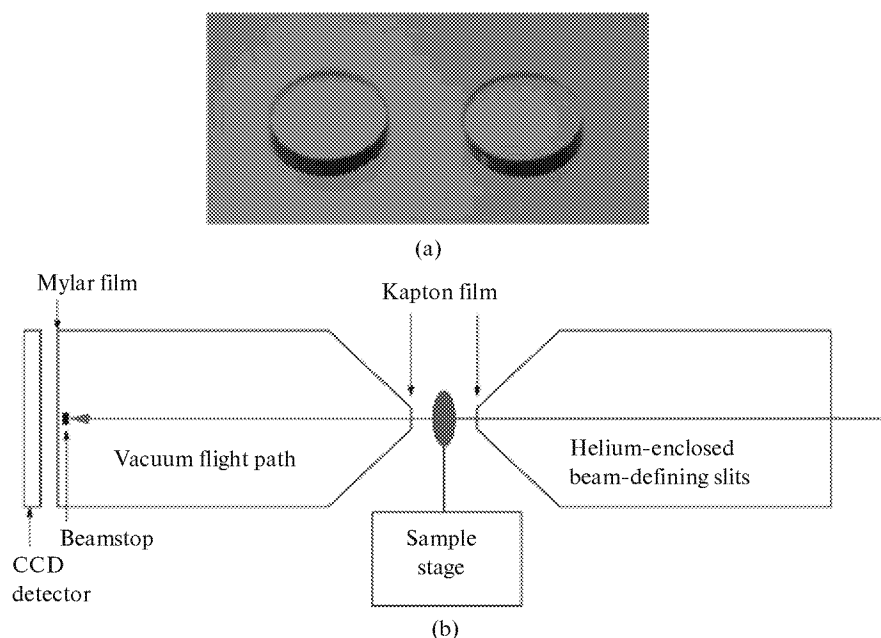 (a)
Mylar film
Kapton film
Vacuum flight path
Helium-enclosed
beam-defining slits
Beamstop
CCD
detector
Sample
stage
(b)